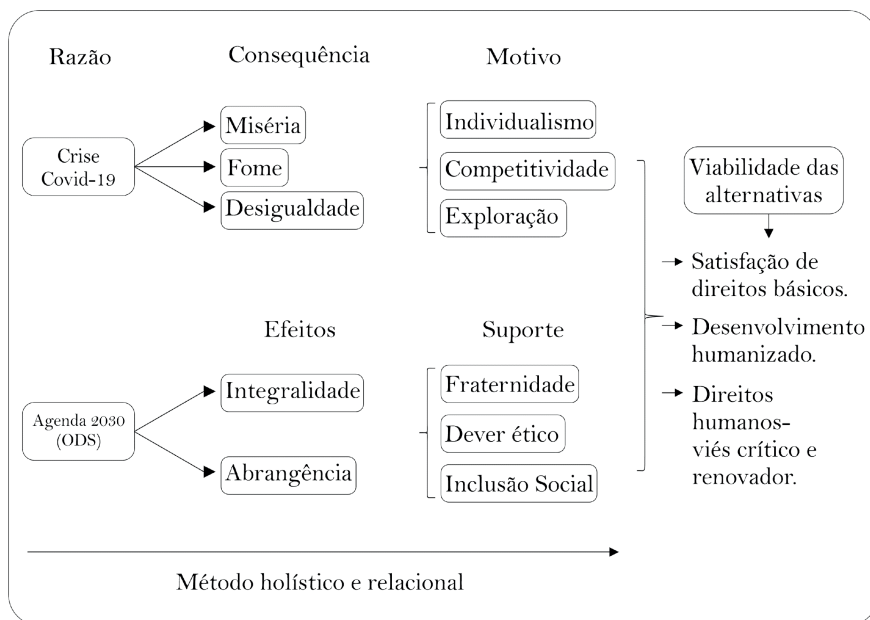 Razão
Consequência
Motivo
Crise
Covid-19
Miséria
Fome
Desigualdade
Individualismo
Competitividade
Exploração
Viabilidade das
alternativas
Satisfação de
direitos básicos.
Desenvolvimento
humanizado.
Direitos
humanos-
viés crítico e
renovador.
Efeitos
Suporte
Agenda 2030
(ODS)
Integralidade
Abrangência
Fraternidade
Dever ético
Inclusão Social
Método holístico e relacional